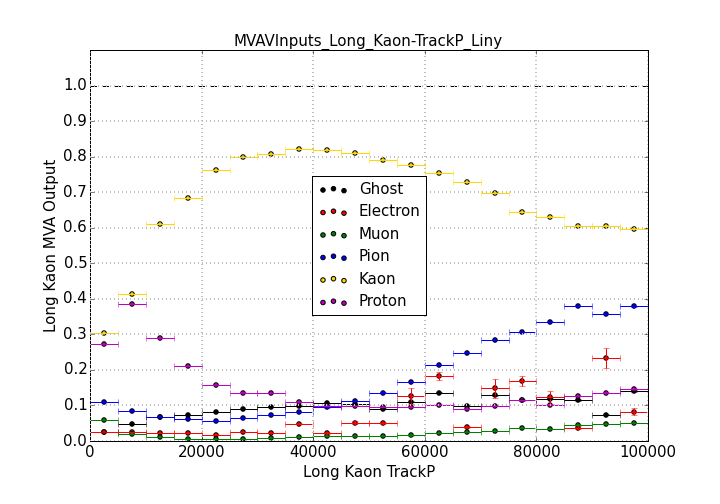 MVAVInputs_Long_Kaon-TrackP_Liny
1.0
0.9
0.8
0.7
0.6
0.5
0.4
0.3
0.2
0.1
0.0
Long Kaon MVA Output
Ghost
Electron
Muon
Pion
Kaon
Proton
0 20000 40000 60000 80000 100000
Long Kaon TrackP